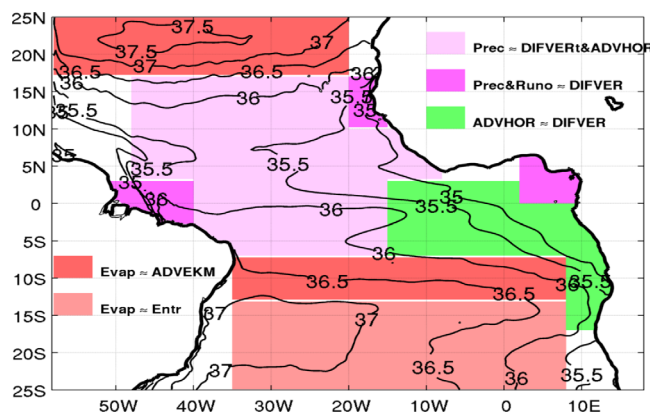 25N
20N
15N
10N
5N
0
5S
10S
15S
20S
25S
50W
40W
30W
20W
10W
0
10E
Prec ≈ DIFVERt&ADVHOR
Prec&Runo ≈ DIFVER
ADVHOR ≈ DIFVER
Evap ≈ ADVEKM
Evap ≈ Entr
37.5
37.5
37
37
36.5
36.5
36.5
36
36
36
35.5
35.5
35
35
35.5
35.5
35.
36
36
35
35.5
36
36.5
36.5
36
35.5
37
37
37
36.5
36
35.5